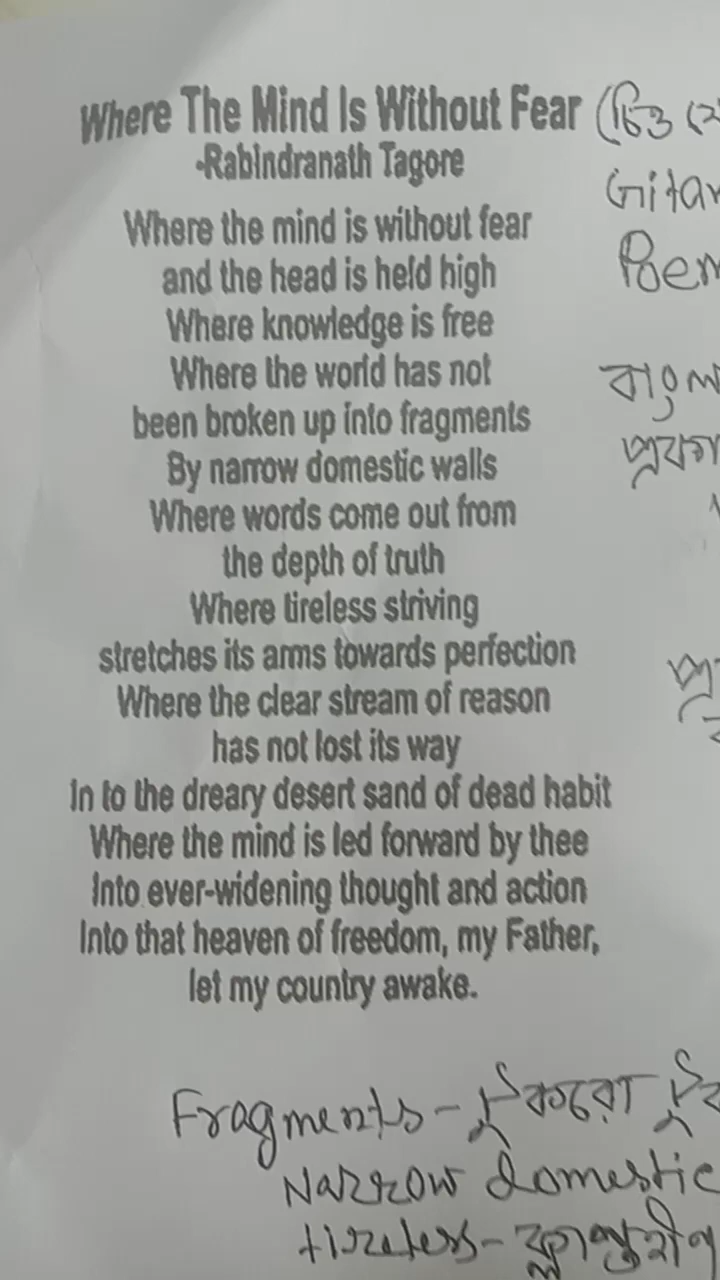 Where The Mind Is Without Fear (চিত্ত
-Rabindranath Tagore
Where the mind is without fear
and the head is held high
Where knowledge is free
Where the world has not
been broken up into fragments
By narrow domestic walls
Where words come out from
the depth of truth
Where tireless striving
stretches its arms towards perfection
Where the clear stream of reason
has not lost its way
In to the dreary desert sand of dead habit
Where the mind is led forward by thee
Into ever-widening thought and action
Into that heaven of freedom, my Father,
let my country awake.
Fragments - টুকরো
Narrow domestic
tireless -